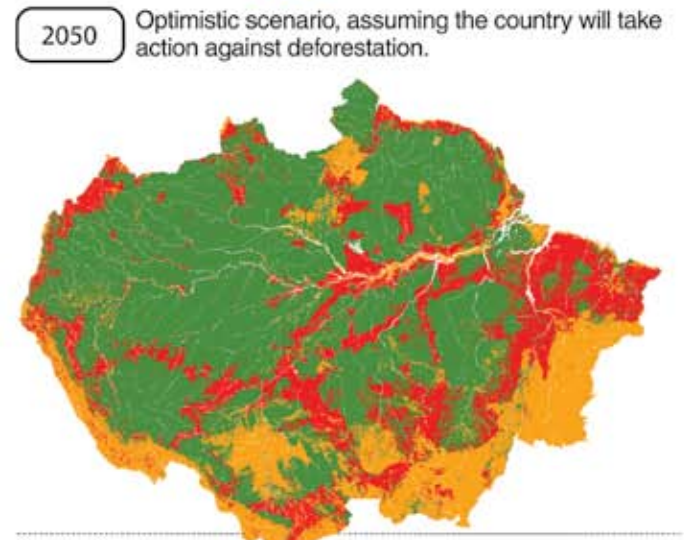 2050
Optimistic scenario, assuming the country will take
action against deforestation.